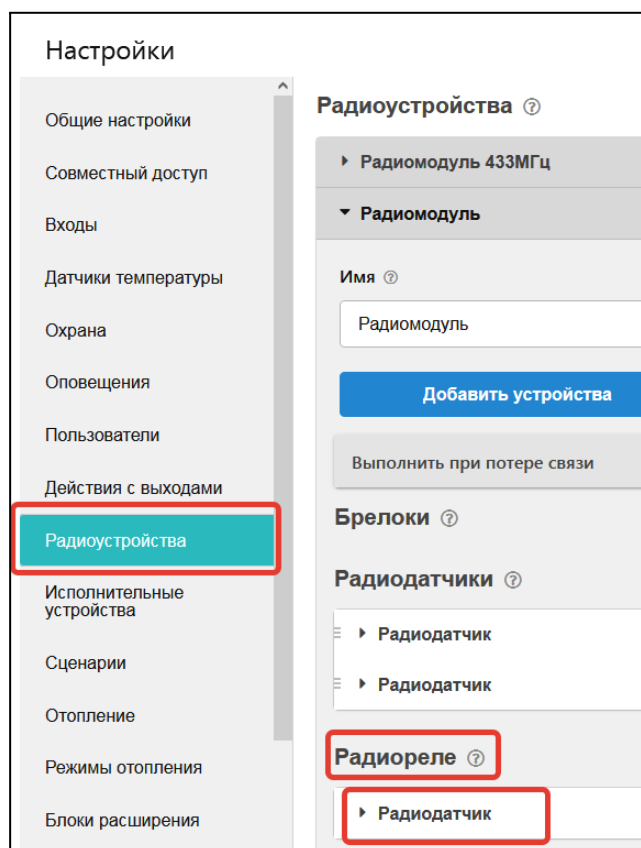 Настройки
Общие настройки
Совместный доступ
Входы
Датчики температуры
Охрана
Оповещения
Пользователи
Действия с выходами
Радиоустройства
Исполнительные
устройства
Сценарии
Отопление
Режимы отопления
Блоки расширения
Радиоустройства ?
Радиомодуль 433МГц
Радиомодуль
Имя ?
Радиомодуль
Добавить устройства
Выполнить при потере связи
Брелоки ?
Радиодатчики ?
Радиодатчик
Радиодатчик
Радиореле ?
Радиодатчик